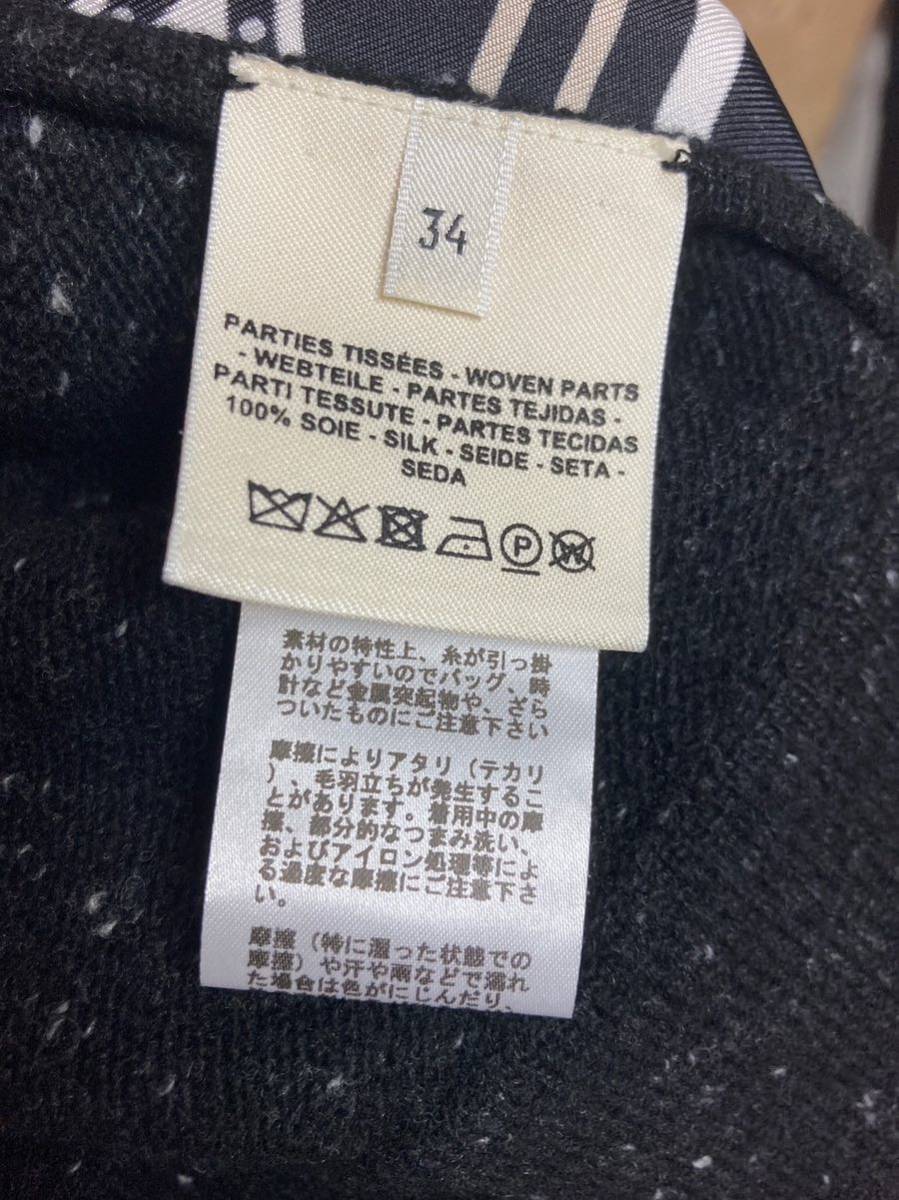 34
PARTIES TISSÉES - WOVEN PARTS
- WEBTEILE - PARTES TEJIDAS -
PARTI TESSUTE - PARTES TECIDAS
100% SOIE - SILK - SEIDE - SETA -
SEDA
P
W
素材の特性上、糸が引っ掛
かりやすいのでバッグ、時
計など金属突起物や、ざら
ついたものにご注意下さい
摩擦によりアタリ（テカリ
）、毛羽立ちが発生するこ
とがあります。着用中の摩
擦、部分的なつまみ洗い、
およびアイロン処理等によ
る過度な摩擦にご注意下さ
い。
摩擦（特に湿った状態での
摩擦）や汗や雨などで濡れ
た場合は色がにじんだり、